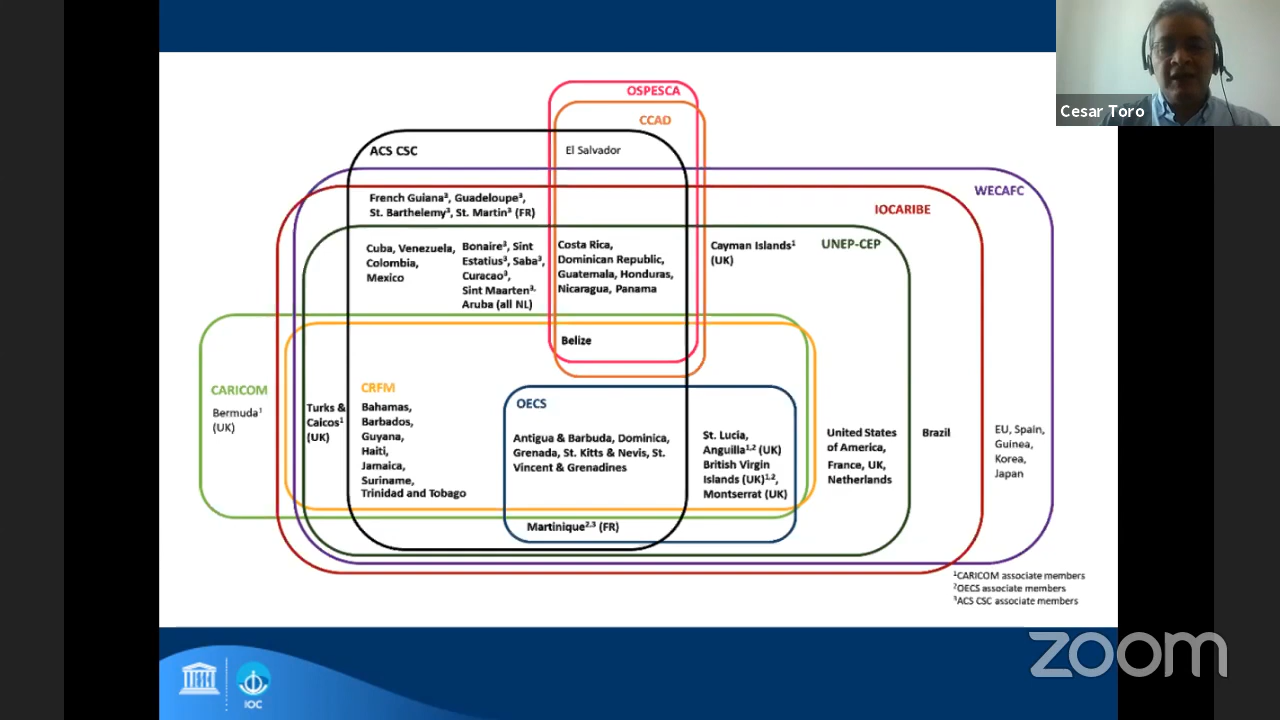 Cesar Toro
OSPESCA
CCAD
ACS CSC
El Salvador
WECAFC
French Guiana³, Guadeloupe³,
St. Barthelemy³, St. Martin³ (FR)
IOCARIBE
Cuba, Venezuela,
Colombia,
Mexico
Bonaire³, Sint
Estatius³, Saba³,
Curacao³,
Sint Maarten³,
Aruba (all NL)
Costa Rica,
Dominican Republic,
Guatemala, Honduras,
Nicaragua, Panama
Cayman Islands¹
(UK)
UNEP-CEP
Belize
CARICOM
Bermuda¹
(UK)
Turks &
Caicos¹
(UK)
CRFM
Bahamas,
Barbados,
Guyana,
Haiti,
Jamaica,
Suriname,
Trinidad and Tobago
OECS
Antigua & Barbuda, Dominica,
Grenada, St. Kitts & Nevis, St.
Vincent & Grenadines
St. Lucia,
Anguilla¹,² (UK)
British Virgin
Islands (UK)¹,²,
Montserrat (UK)
United States
of America,
France, UK,
Netherlands
Brazil
EU, Spain,
Guinea,
Korea,
Japan
Martinique²,³ (FR)
¹CARICOM associate members
²OECS associate members
³ACS CSC associate members
zoom
UNESCO
IOC